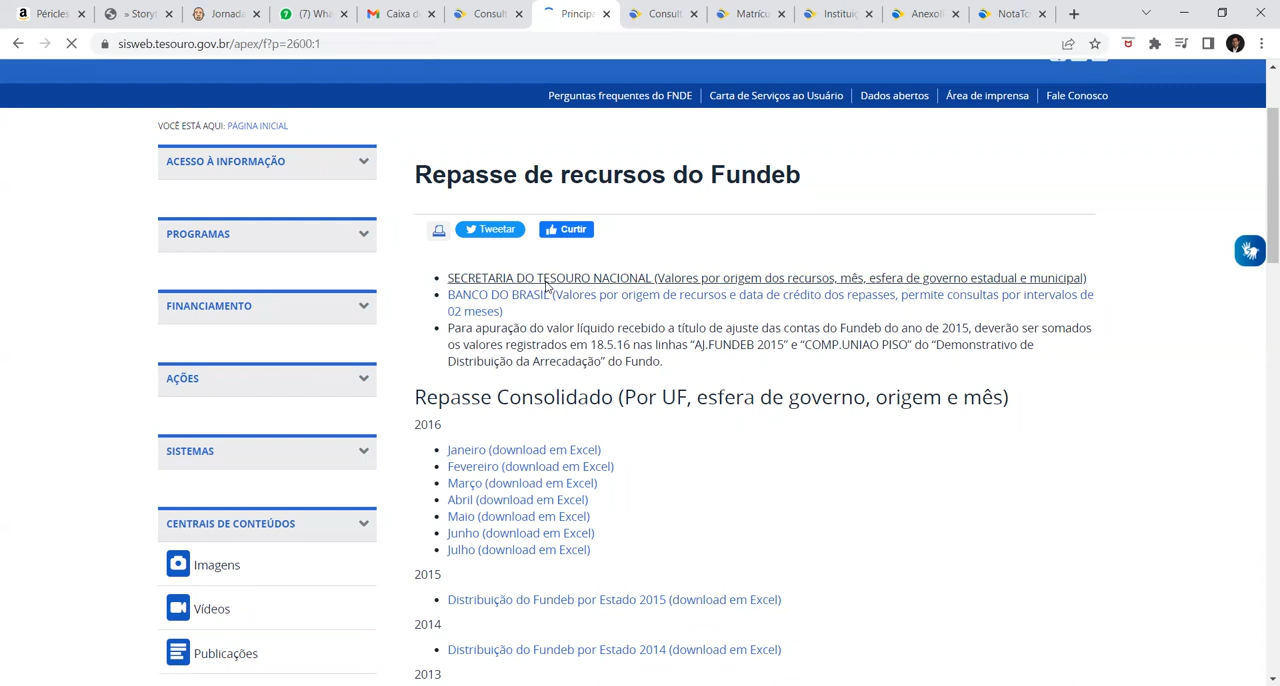 Péricles
» Storyt
Jornada
(7) Wha
Caixa d
Consult
Principa
Consult
Matrícu
Instituiç
AnexoII
NotaTc
sisweb.tesouro.gov.br/apex/f?p=2600:1
Perguntas frequentes do FNDE
Carta de Serviços ao Usuário
Dados abertos
Área de imprensa
Fale Conosco
VOCÊ ESTÁ AQUI: PÁGINA INICIAL
ACESSO À INFORMAÇÃO
PROGRAMAS
FINANCIAMENTO
AÇÕES
SISTEMAS
CENTRAIS DE CONTEÚDOS
Imagens
Vídeos
Publicações
Repasse de recursos do Fundeb
Tweetar
Curtir
SECRETARIA DO TESOURO NACIONAL (Valores por origem dos recursos, mês, esfera de governo estadual e municipal)
BANCO DO BRASIL (Valores por origem de recursos e data de crédito dos repasses, permite consultas por intervalos de
02 meses)
Para apuração do valor líquido recebido a título de ajuste das contas do Fundeb do ano de 2015, deverão ser somados
os valores registrados em 18.5.16 nas linhas “AJ.FUNDEB 2015” e “COMP.UNIAO PISO” do “Demonstrativo de
Distribuição da Arrecadação” do Fundo.
Repasse Consolidado (Por UF, esfera de governo, origem e mês)
2016
Janeiro (download em Excel)
Fevereiro (download em Excel)
Março (download em Excel)
Abril (download em Excel)
Maio (download em Excel)
Junho (download em Excel)
Julho (download em Excel)
2015
Distribuição do Fundeb por Estado 2015 (download em Excel)
2014
Distribuição do Fundeb por Estado 2014 (download em Excel)
2013